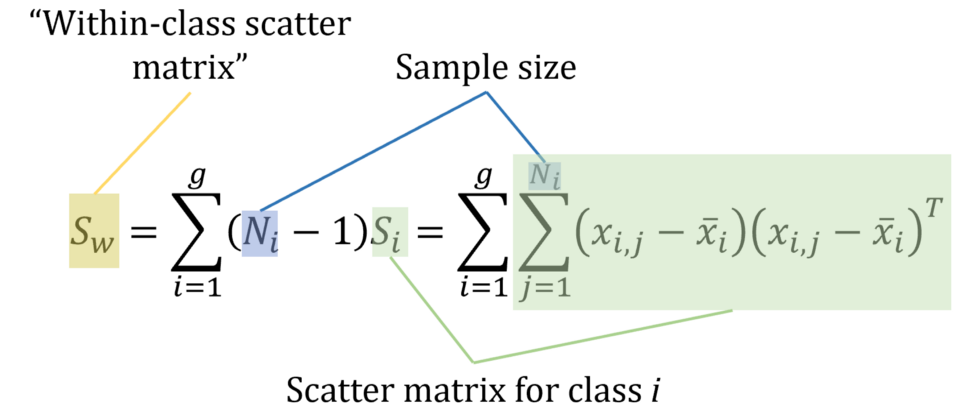 “Within-class scatter
matrix”
Sample size
S_w = \sum_{i=1}^{g} (N_i − 1)S_i = \sum_{i=1}^{g} \sum_{j=1}^{N_i} (x_{i,j} − \bar{x}_i)(x_{i,j} − \bar{x}_i)^T
Scatter matrix for class i